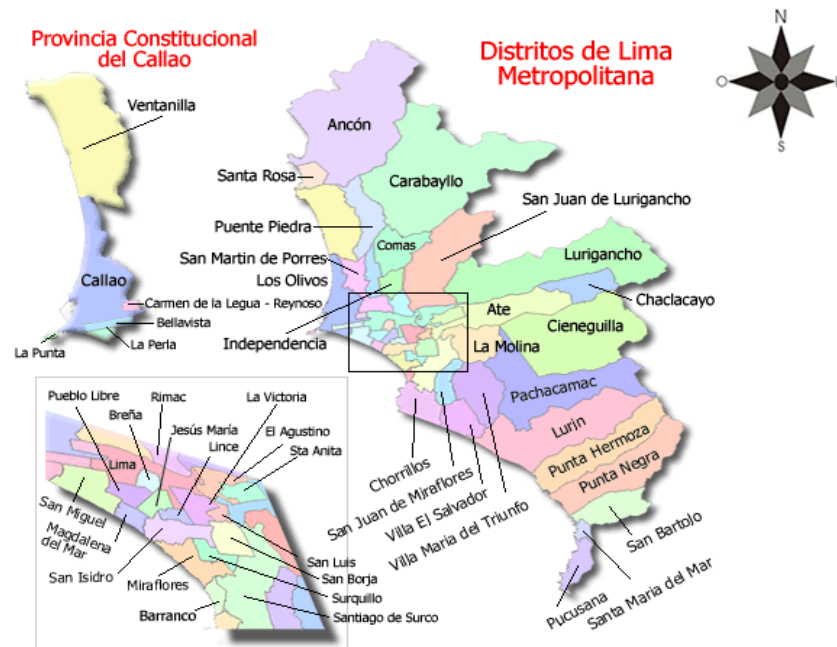 Provincia Constitucional
del Callao
Distritos de Lima
Metropolitana
N
O
E
S
Ventanilla
Callao
Carmen de la Legua - Reynoso
Bellavista
La Perla
La Punta
Ancón
Santa Rosa
Carabayllo
San Juan de Lurigancho
Puente Piedra
Comas
San Martin de Porres
Los Olivos
Lurigancho
Chaclacayo
Ate
Cieneguilla
Independencia
La Molina
Pachacamac
Lurin
Punta Hermoza
Punta Negra
Chorrillos
San Juan de Miraflores
Villa El Salvador
Villa Maria del Triunfo
San Bartolo
Santa María del Mar
Pucusana
Pueblo Libre
Rimac
La Victoria
Breña
Jesús María
Lince
El Agustino
Sta Anita
Lima
San Miguel
Magdalena
del Mar
San Isidro
Miraflores
Barranco
San Luis
San Borja
Surquillo
Santiago de Surco